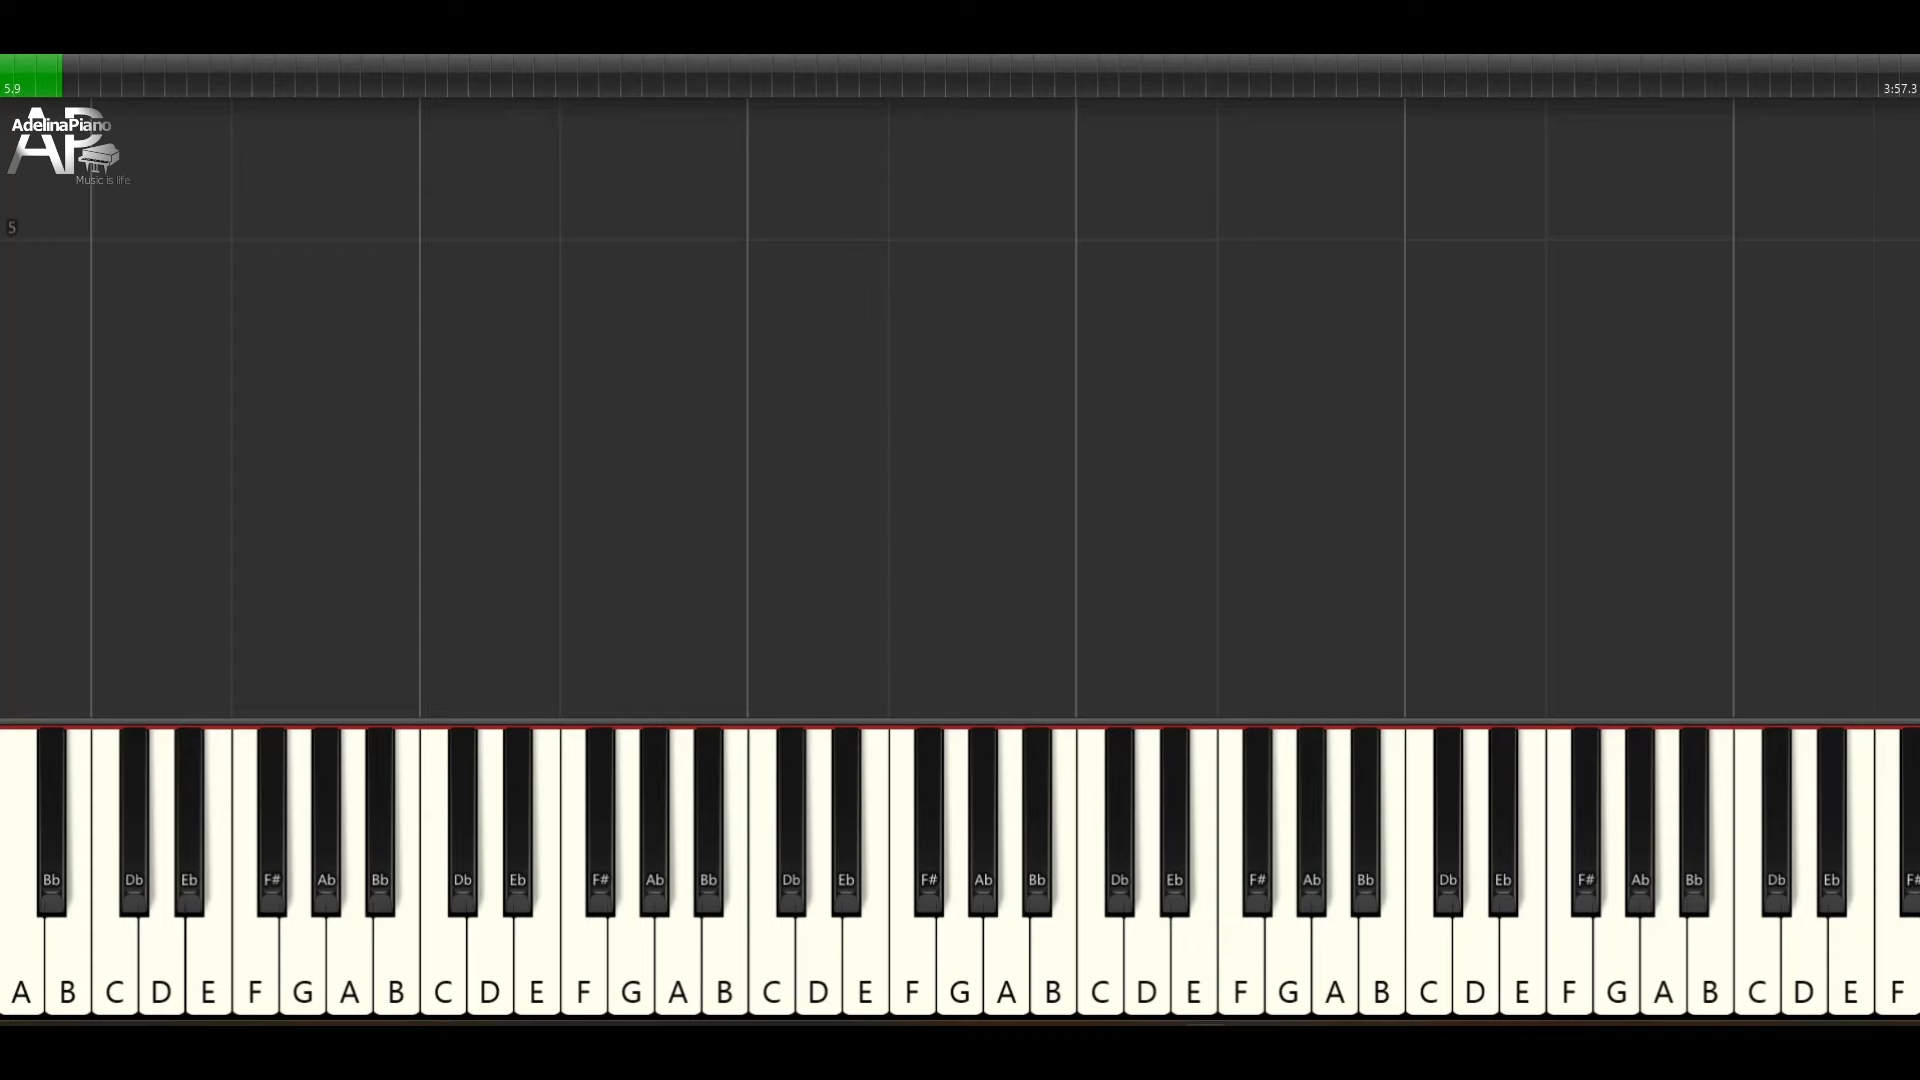 5.9
3:57.3
AP
AdelinaPiano
Music is life
5
Bb Db Eb F# Ab Bb Db Eb F# Ab Bb Db Eb F# Ab Bb Db Eb F# Ab Bb Db Eb F# Ab Bb Db Eb F#
A B C D E F G A B C D E F G A B C D E F G A B C D E F G A B C D E F G A B C D E F